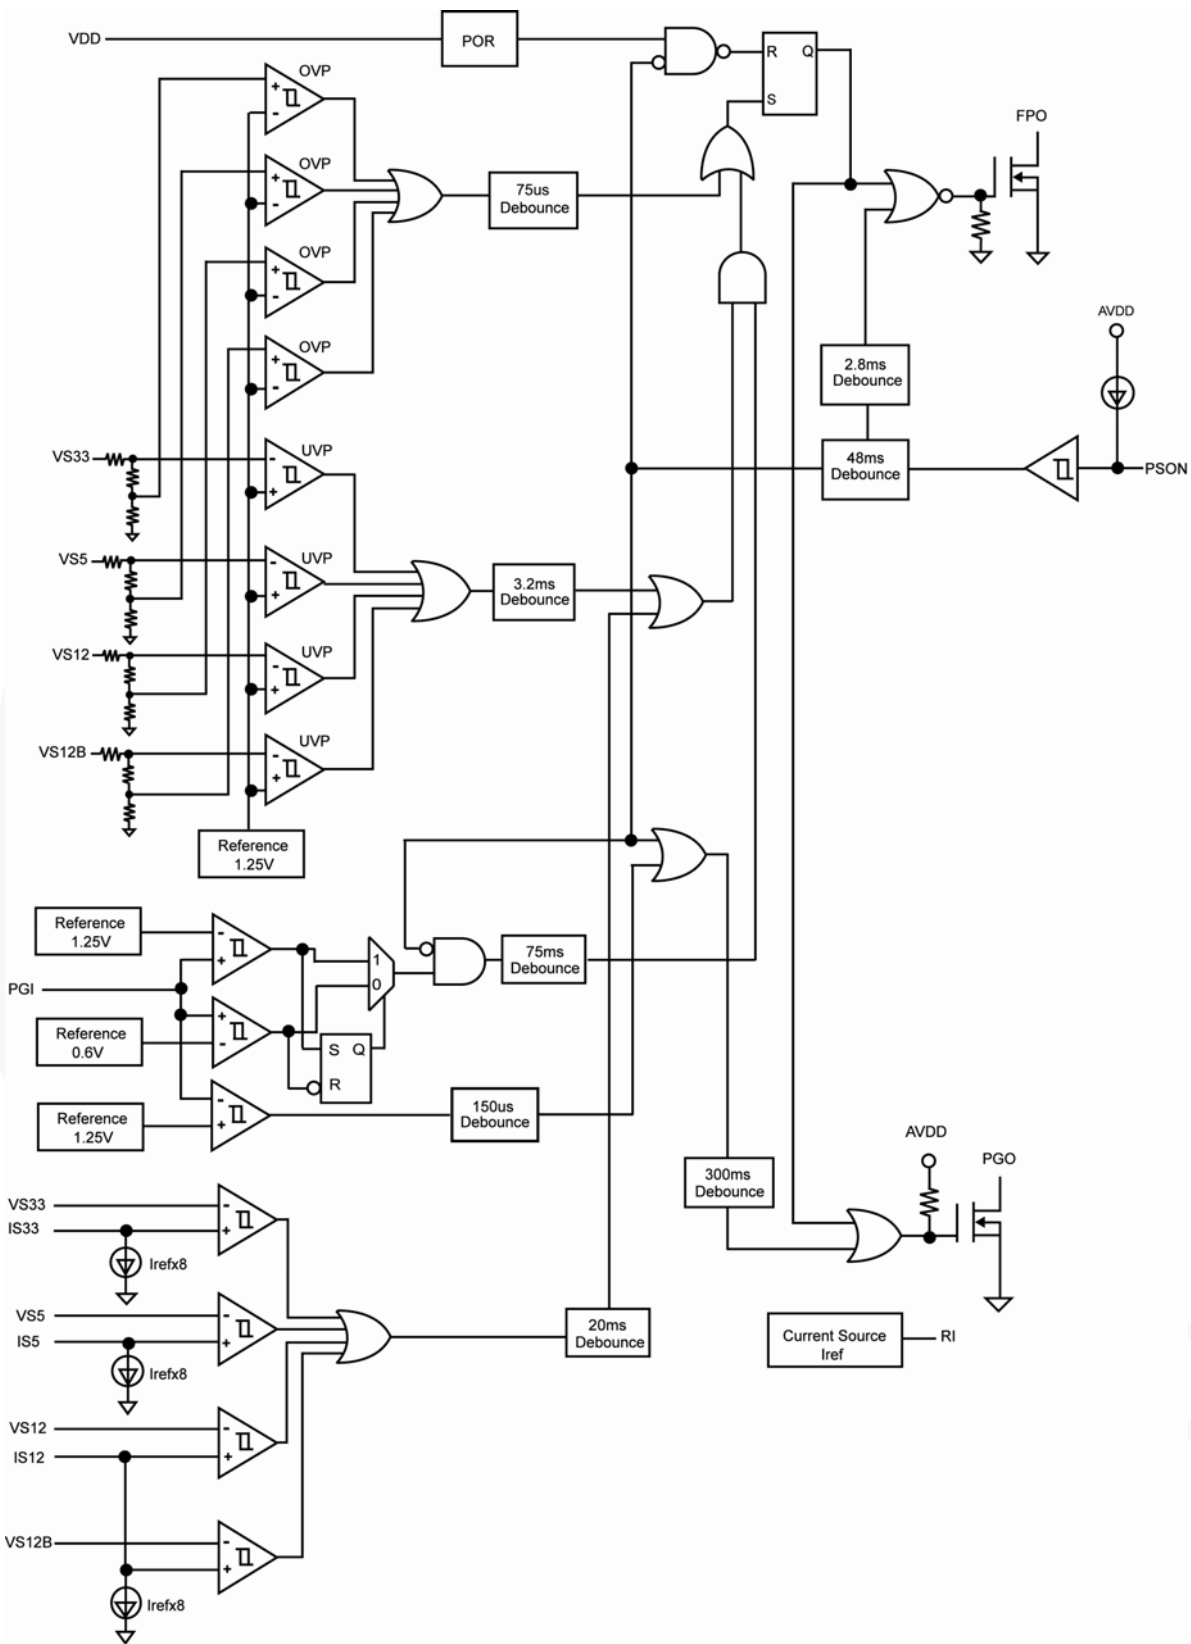 VDD
POR
R Q
S
OVP
+
-
FPO
OVP
+
-
75us
Debounce
OVP
+
-
AVDD
OVP
+
-
2.8ms
Debounce
UVP
VS33
-
+
48ms
Debounce
PSON
VS5
UVP
-
+
3.2ms
Debounce
VS12
UVP
-
+
VS12B
UVP
-
+
Reference
1.25V
Reference
1.25V
-
+
1
0
75ms
Debounce
PGI
+
-
Reference
0.6V
S Q
R
-
+
Reference
1.25V
150us
Debounce
AVDD
PGO
300ms
Debounce
VS33
-
IS33
+
Irefx8
VS5
-
IS5
+
Irefx8
20ms
Debounce
Current Source
Iref
RI
VS12
-
IS12
+
VS12B
-
+
Irefx8